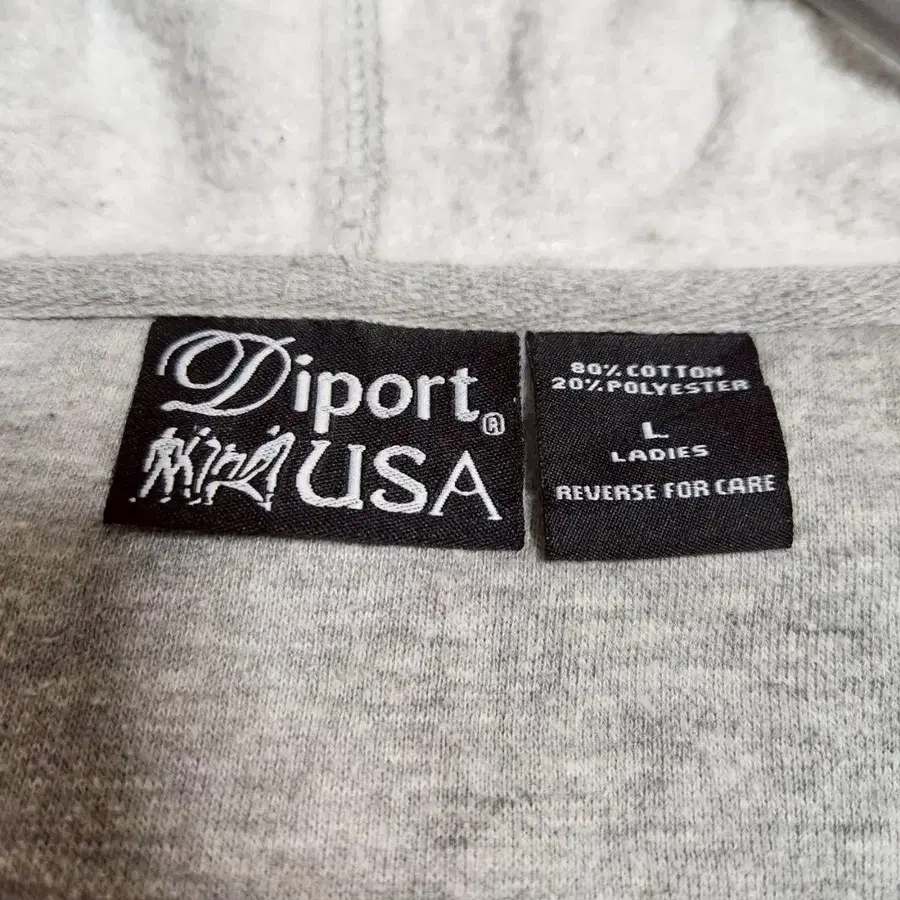 Diport®
USA
80% COTTON
20% POLYESTER
L
LADIES
REVERSE FOR CARE